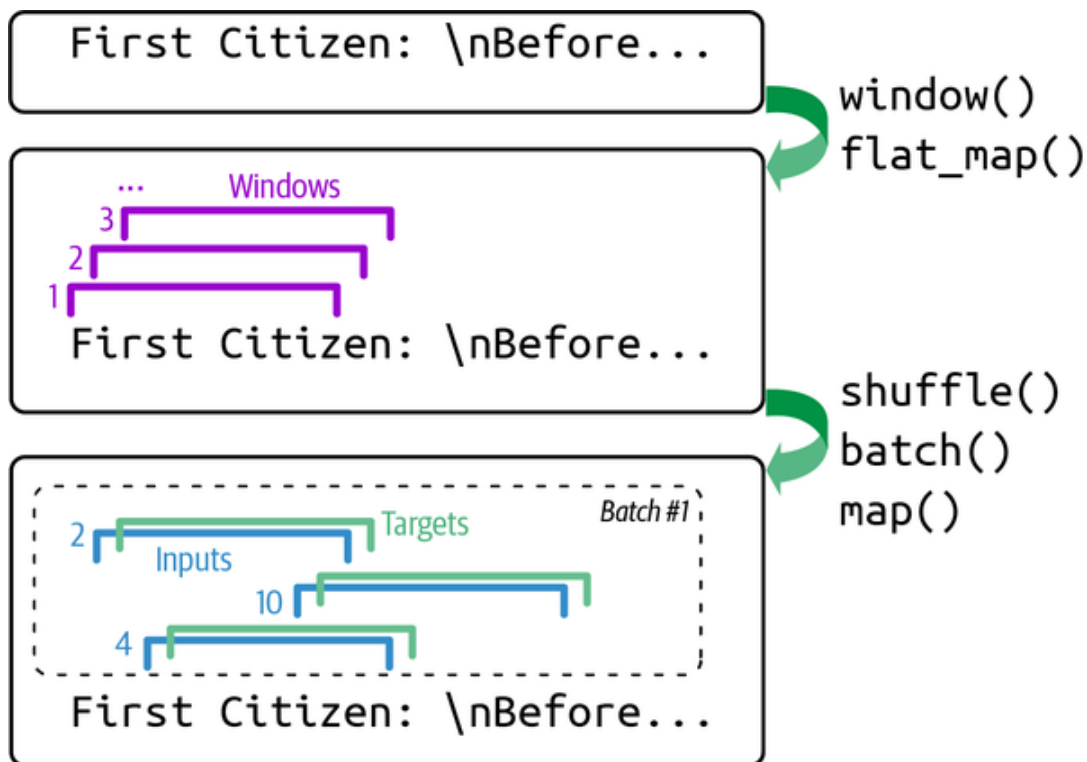 First Citizen: \nBefore...
window()
flat_map()
... Windows
3
2
1
First Citizen: \nBefore...
shuffle()
batch()
map()
Batch #1
2 Targets
Inputs
10
4
First Citizen: \nBefore...